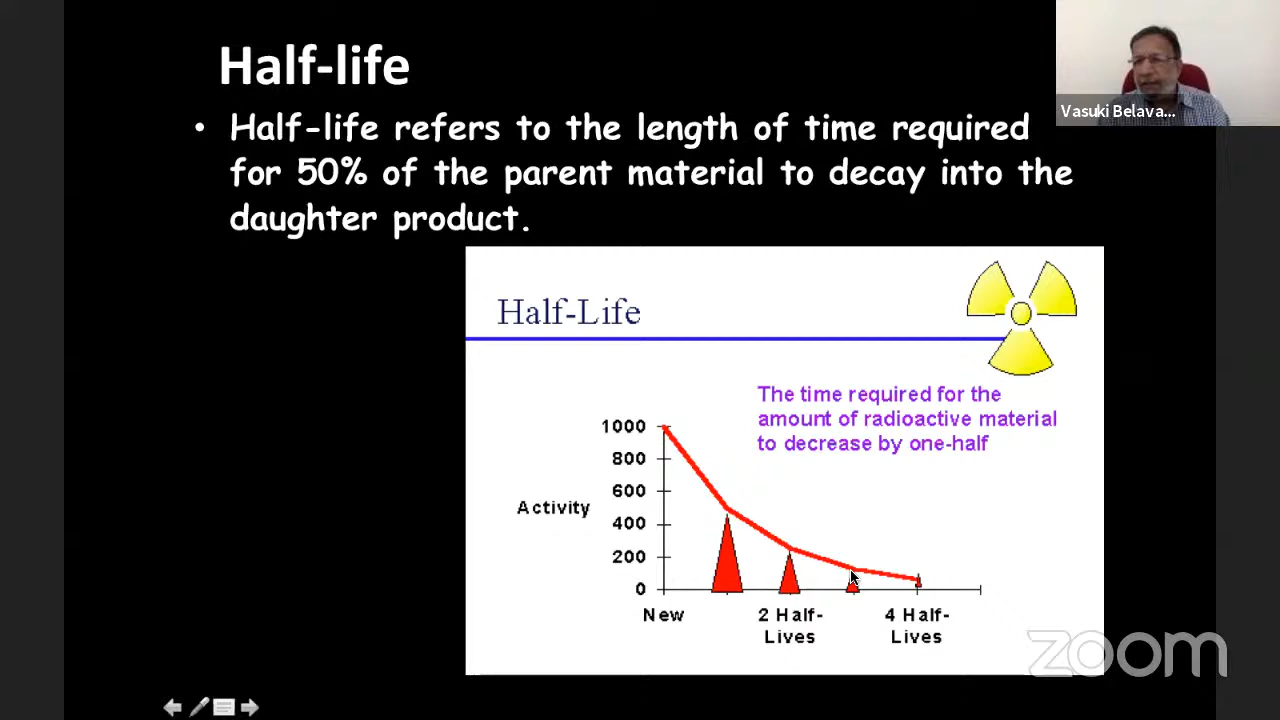 Half-life
• Half-life refers to the length of time required
for 50% of the parent material to decay into the
daughter product.
Vasuki Belava...
Half-Life
The time required for the
amount of radioactive material
to decrease by one-half
1000
800
600
Activity
400
200
0
New
2 Half-
Lives
4 Half-
Lives
zoom